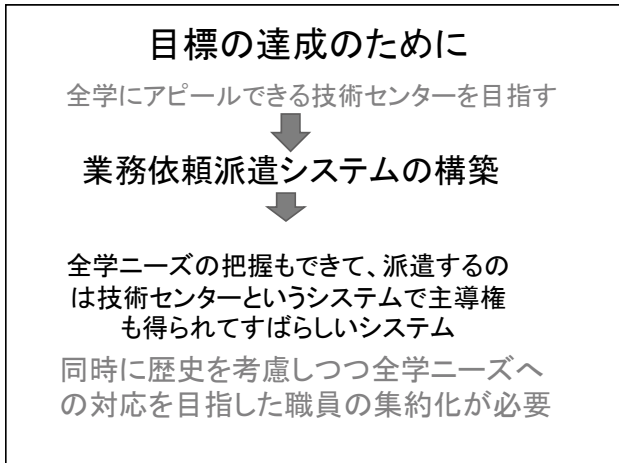 目標の達成のために
全学にアピールできる技術センターを目指す
業務依頼派遣システムの構築
全学ニーズの把握もできて、派遣するの
は技術センターというシステムで主導権
も得られてすばらしいシステム
同時に歴史を考慮しつつ全学ニーズへ
の対応を目指した職員の集約化が必要